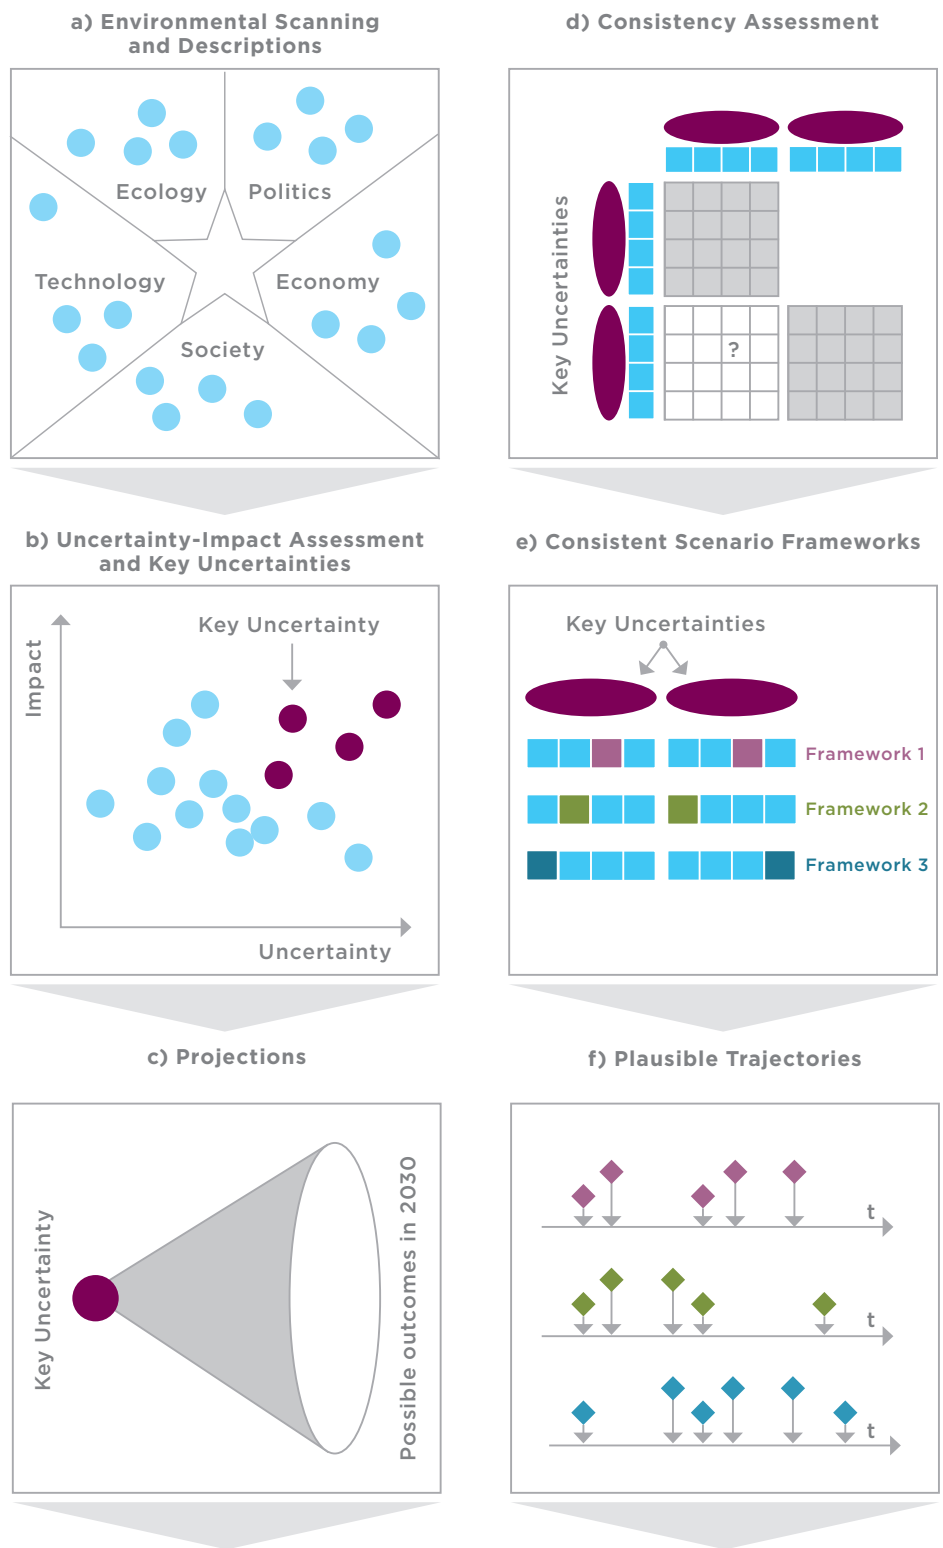 a) Environmental Scanning
and Descriptions
Ecology
Politics
Technology
Economy
Society
b) Uncertainty-Impact Assessment
and Key Uncertainties
Key Uncertainty
Impact
Uncertainty
c) Projections
Key Uncertainty
Possible outcomes in 2030
d) Consistency Assessment
Key Uncertainties
?
e) Consistent Scenario Frameworks
Key Uncertainties
Framework 1
Framework 2
Framework 3
f) Plausible Trajectories
t
t
t